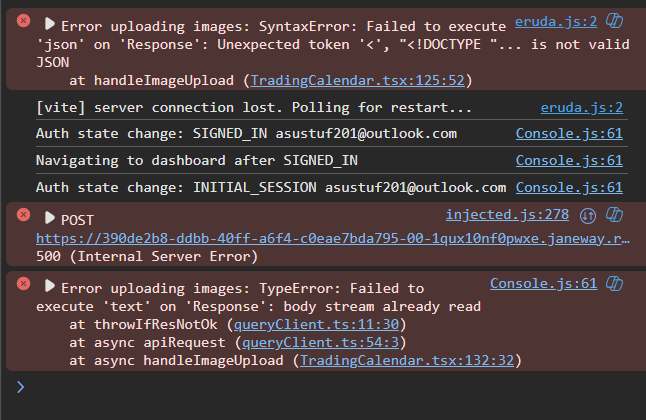 Error uploading images: SyntaxError: Failed to execute eruda.js:2
'json' on 'Response': Unexpected token '<', "<!DOCTYPE "... is not valid
JSON
at handleImageUpload (TradingCalendar.tsx:125:52)
[vite] server connection lost. Polling for restart... eruda.js:2
Auth state change: SIGNED_IN asustuf201@outlook.com Console.js:61
Navigating to dashboard after SIGNED_IN Console.js:61
Auth state change: INITIAL_SESSION asustuf201@outlook.com Console.js:61
POST injected.js:278
https://390de2b8-ddbb-40ff-a6f4-c0eae7bda795-00-1qux10nf0pwxe.janeway.r…
500 (Internal Server Error)
Error uploading images: TypeError: Failed to Console.js:61
execute 'text' on 'Response': body stream already read
at throwIfResNotOk (queryClient.ts:11:30)
at async apiRequest (queryClient.ts:54:3)
at async handleImageUpload (TradingCalendar.tsx:132:32)